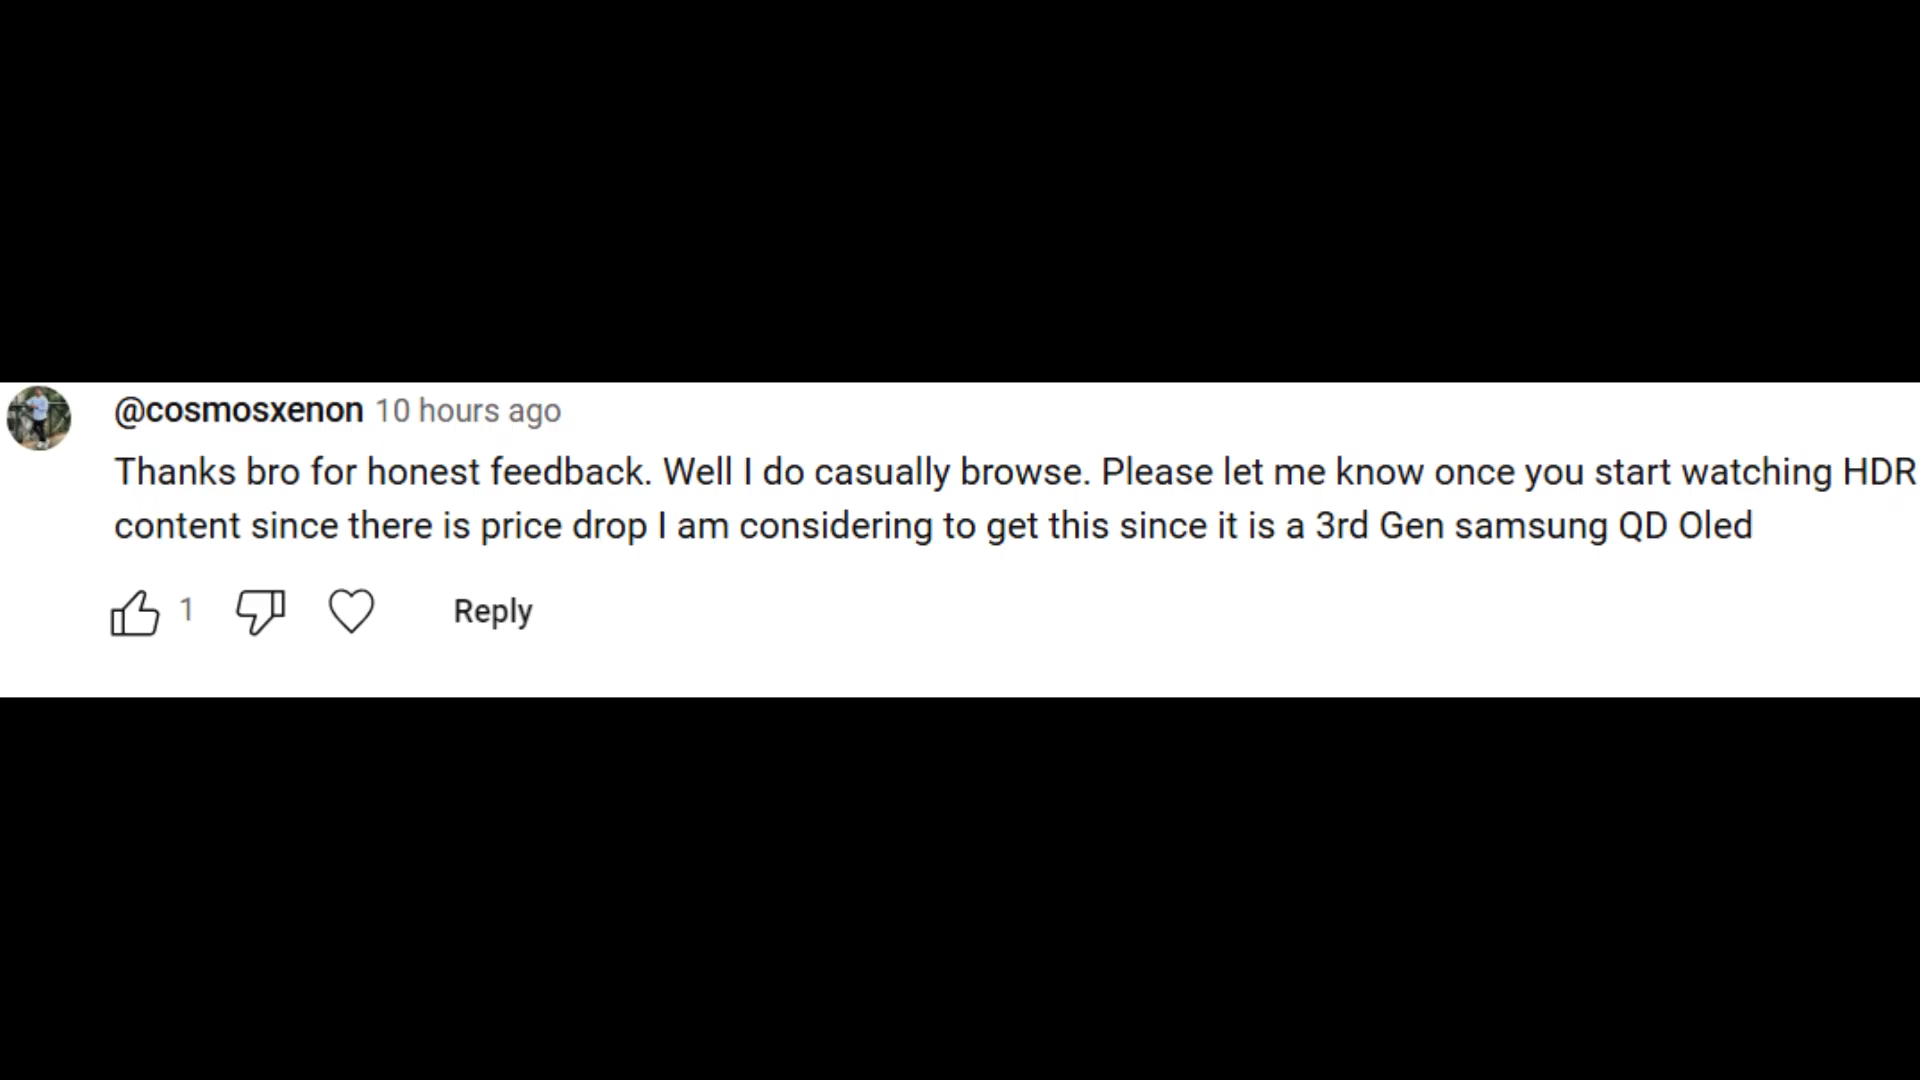 @cosmosxenon 10 hours ago
Thanks bro for honest feedback. Well I do casually browse. Please let me know once you start watching HDR
content since there is price drop I am considering to get this since it is a 3rd Gen samsung QD Oled
1 Reply